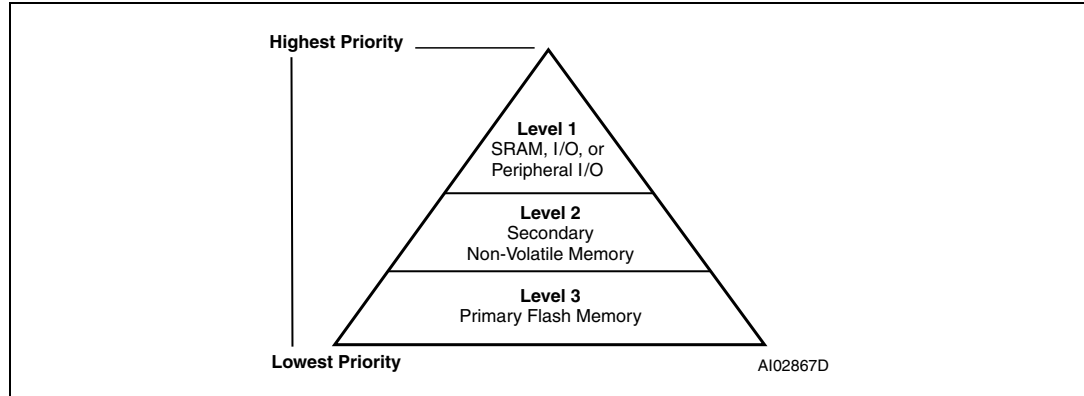 Highest Priority
Level 1
SRAM, I/O, or
Peripheral I/O
Level 2
Secondary
Non-Volatile Memory
Level 3
Primary Flash Memory
Lowest Priority
AI02867D